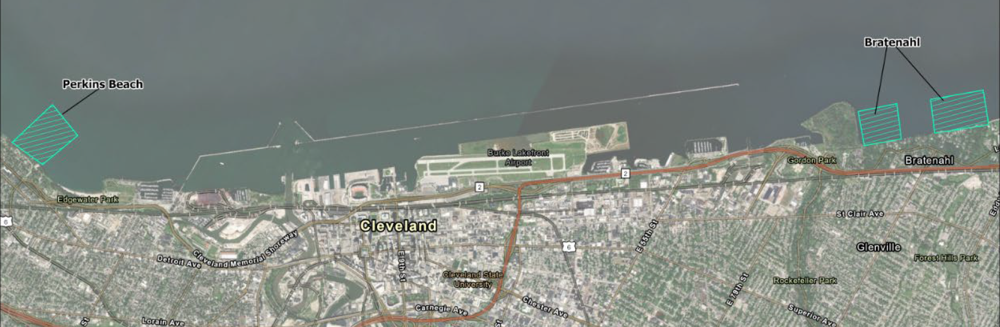 Bratenahl
Perkins Beach
Burke Lakefront
Airport
Gordon Park
Bratenahl
2
2
Edgewater Park
6
St Clair Ave
Cleveland
E 55th St
6
Glenville
Cleveland Memorial Shoreway
Detroit Ave
E 9th St
Forest Hills Park
Cleveland State
University
Rockefeller Park
E 79th St
Chester Ave
Carnegie Ave
Superior Ave
Lorain Ave
St
St